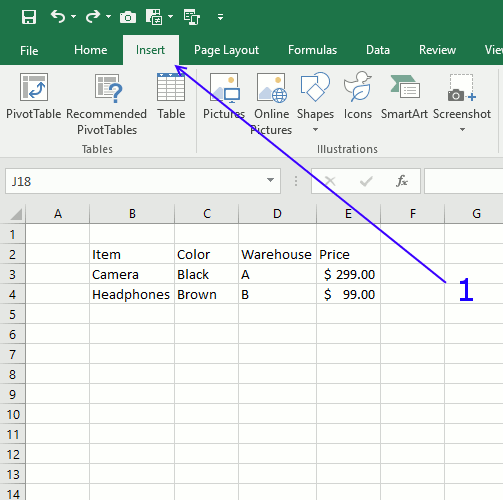 File Home Insert Page Layout Formulas Data Review Vie
PivotTable Recommended PivotTables Table Pictures Online Pictures Shapes Icons SmartArt Screenshot
Tables Illustrations
J18 fx
A B C D E F G
1
2 Item Color Warehouse Price
3 Camera Black A $ 299.00
4 Headphones Brown B $ 99.00
1
5
6
7
8
9
10
11
12
13
14